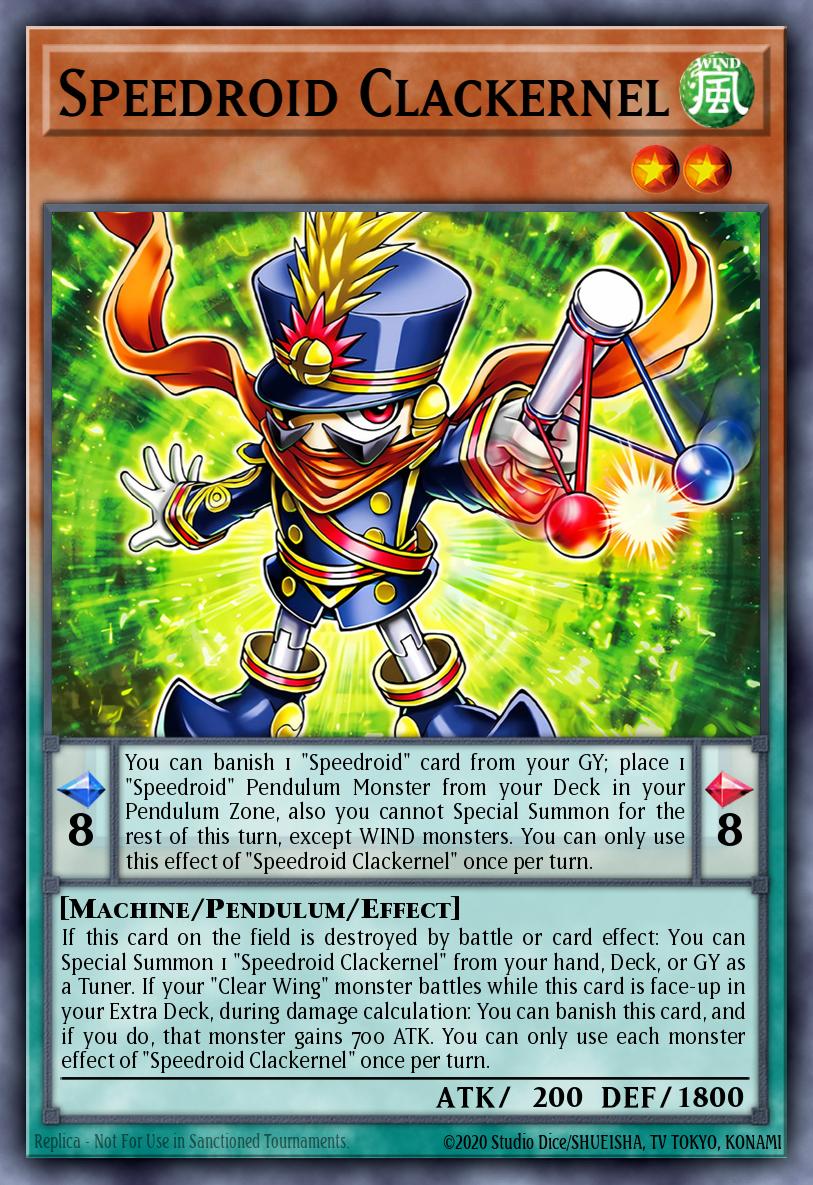 Speedroid Clackernel
WIND
風
8
8
You can banish 1 "Speedroid" card from your GY; place 1
"Speedroid" Pendulum Monster from your Deck in your
Pendulum Zone, also you cannot Special Summon for the
rest of this turn, except WIND monsters. You can only use
this effect of "Speedroid Clackernel" once per turn.
[Machine/Pendulum/Effect]
If this card on the field is destroyed by battle or card effect: You can
Special Summon 1 "Speedroid Clackernel" from your hand, Deck, or GY as
a Tuner. If your "Clear Wing" monster battles while this card is face-up in
your Extra Deck, during damage calculation: You can banish this card, and
if you do, that monster gains 700 ATK. You can only use each monster
effect of "Speedroid Clackernel" once per turn.
ATK/ 200 DEF/1800
Replica - Not For Use in Sanctioned Tournaments.
©2020 Studio Dice/SHUEISHA, TV TOKYO, KONAMI